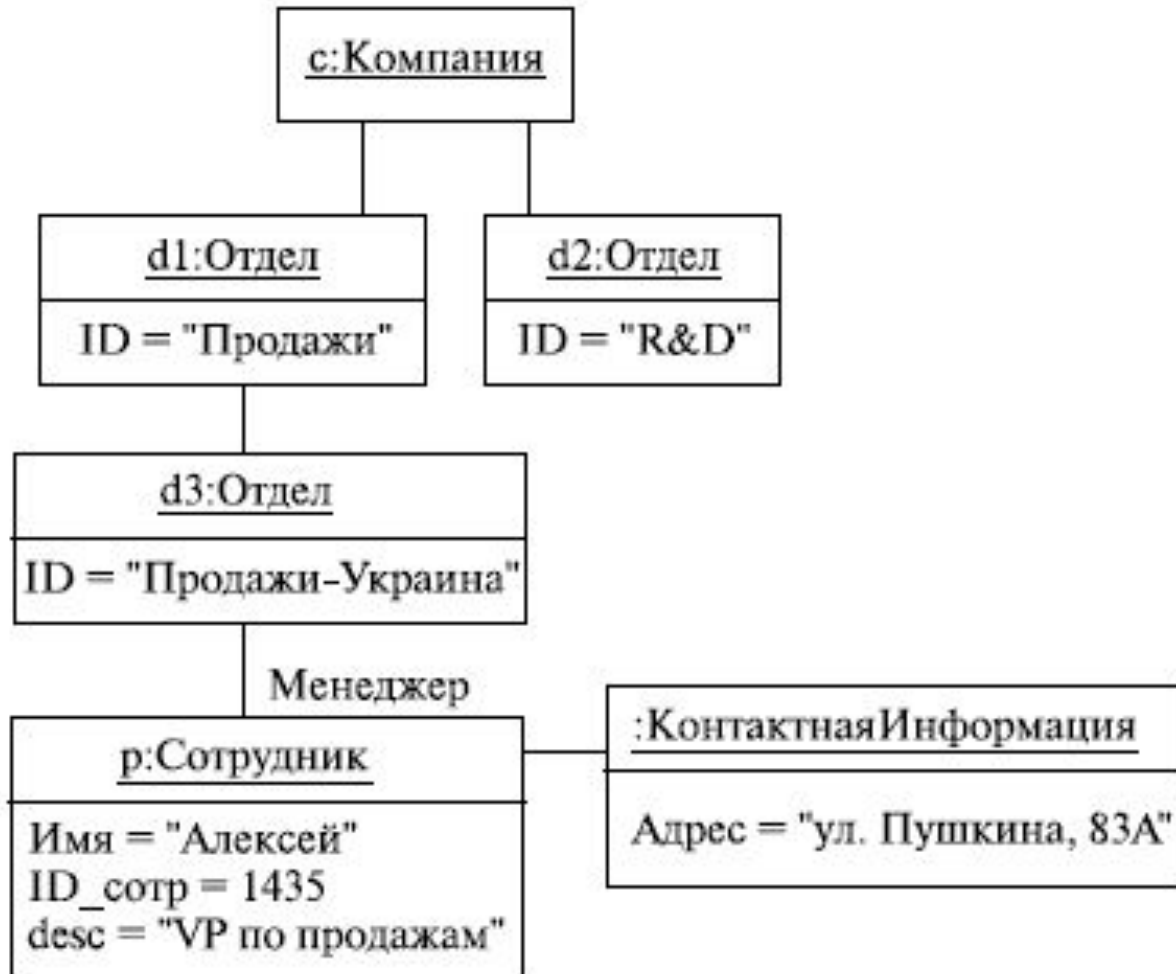 c:Компания
d1:Отдел
ID = "Продажи"
d2:Отдел
ID = "R&D"
d3:Отдел
ID = "Продажи-Украина"
Менеджер
p:Сотрудник
Имя = "Алексей"
ID_сотр = 1435
desc = "VP по продажам"
:КонтактнаяИнформация
Адрес = "ул. Пушкина, 83А"